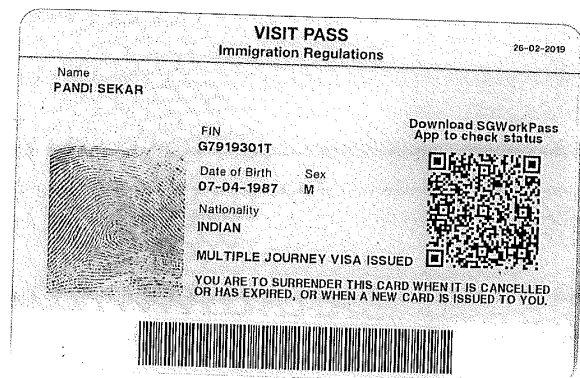 VISIT PASS
Immigration Regulations
26-02-2019
Name
PANDI SEKAR
FIN
G7919301T
Download SGWorkPass
App to check status
Date of Birth Sex
07-04-1987 M
Nationality
INDIAN
MULTIPLE JOURNEY VISA ISSUED
YOU ARE TO SURRENDER THIS CARD WHEN IT IS CANCELLED
OR HAS EXPIRED, OR WHEN A NEW CARD IS ISSUED TO YOU.